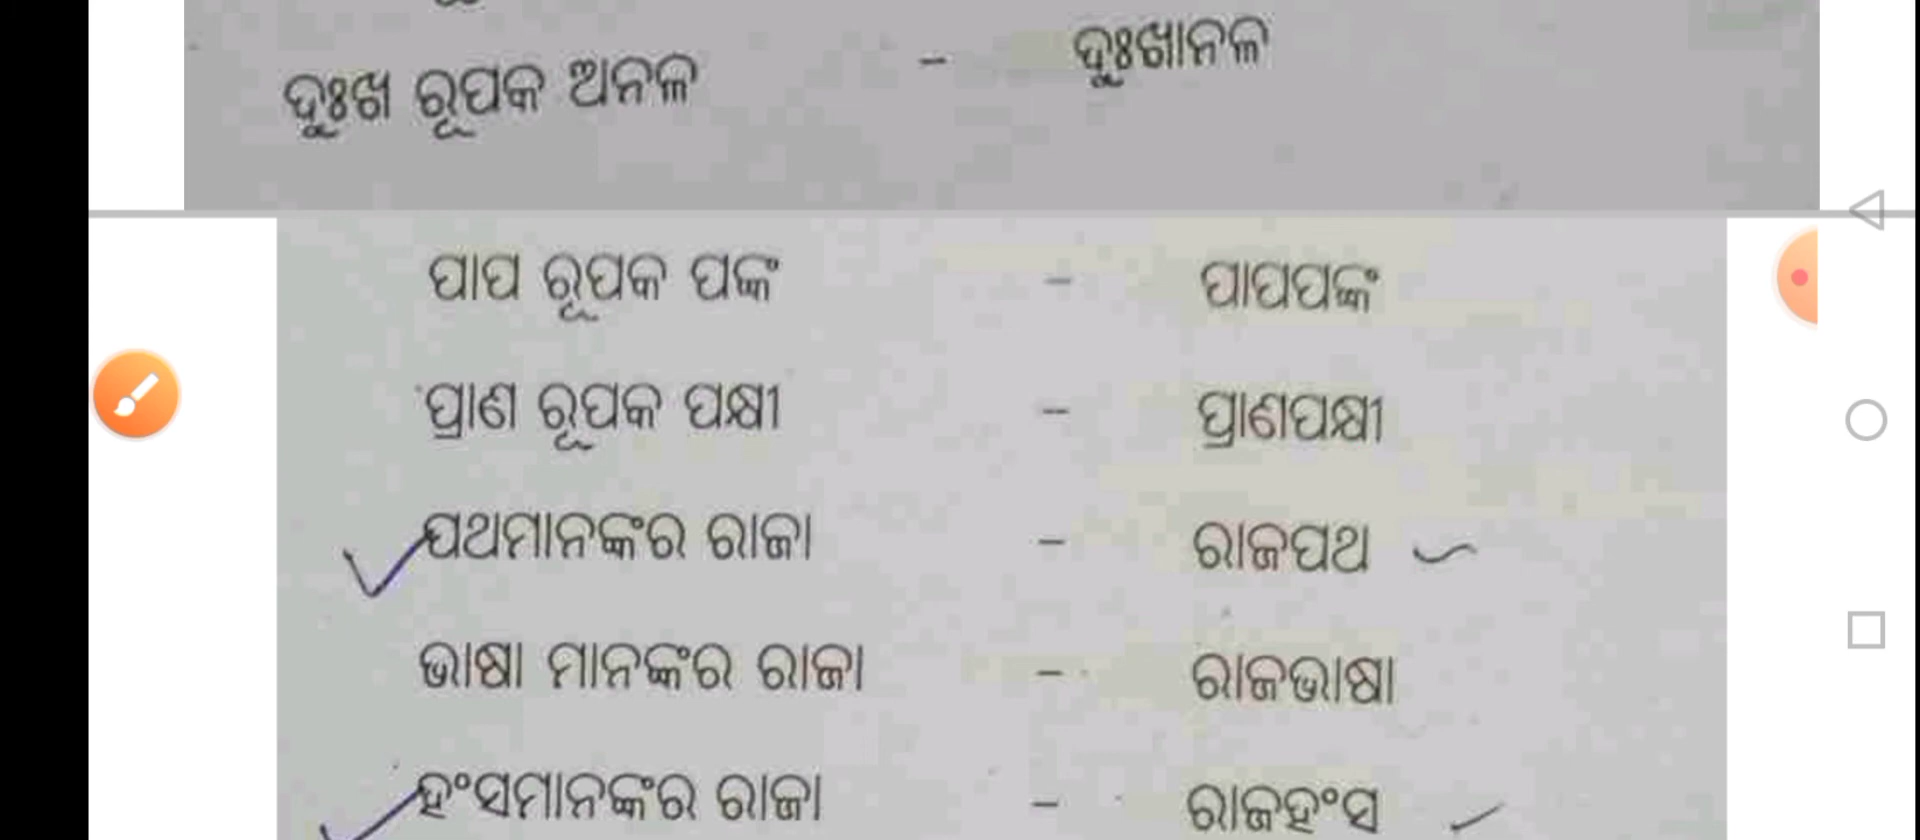 ଦୁଃଖ ରୂପକ ଅନଳ - ଦୁଃଖାନଳ
ପାପ ରୂପକ ପଙ୍କ - ପାପପଙ୍କ
ପ୍ରାଣ ରୂପକ ପକ୍ଷୀ - ପ୍ରାଣପକ୍ଷୀ
ପଥମାନଙ୍କର ରାଜା - ରାଜପଥ
ଭାଷା ମାନଙ୍କର ରାଜା - ରାଜଭାଷା
ହଂସମାନଙ୍କର ରାଜା - ରାଜହଂସ